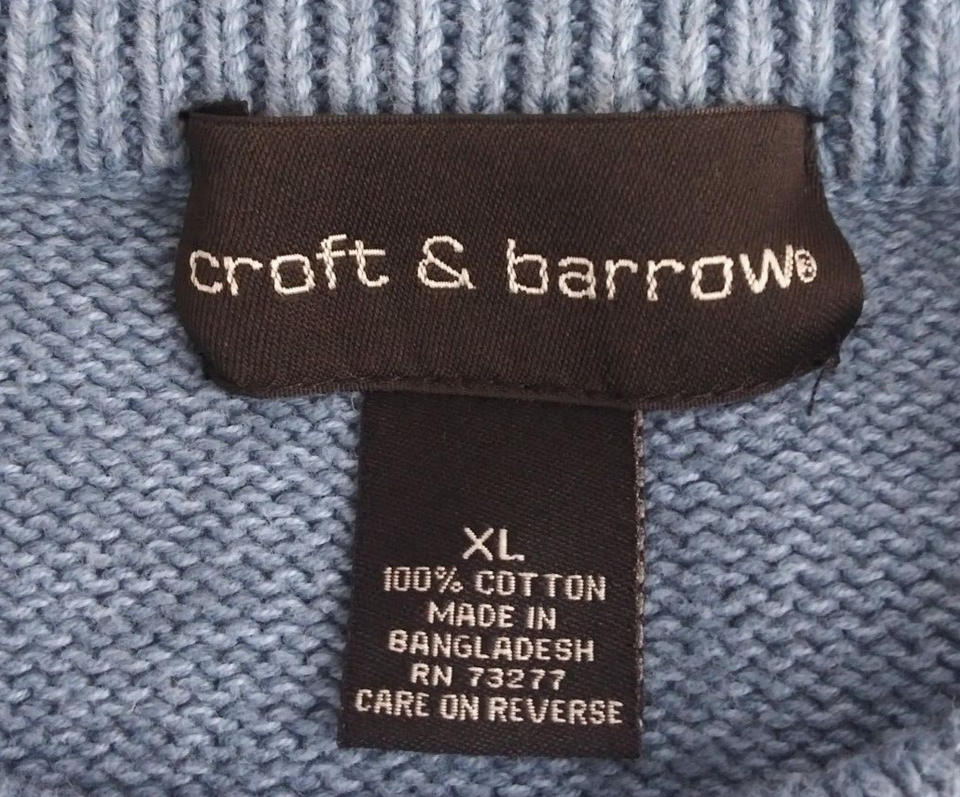 croft & barrow®
XL
100% COTTON
MADE IN
BANGLADESH
RN 73277
CARE ON REVERSE